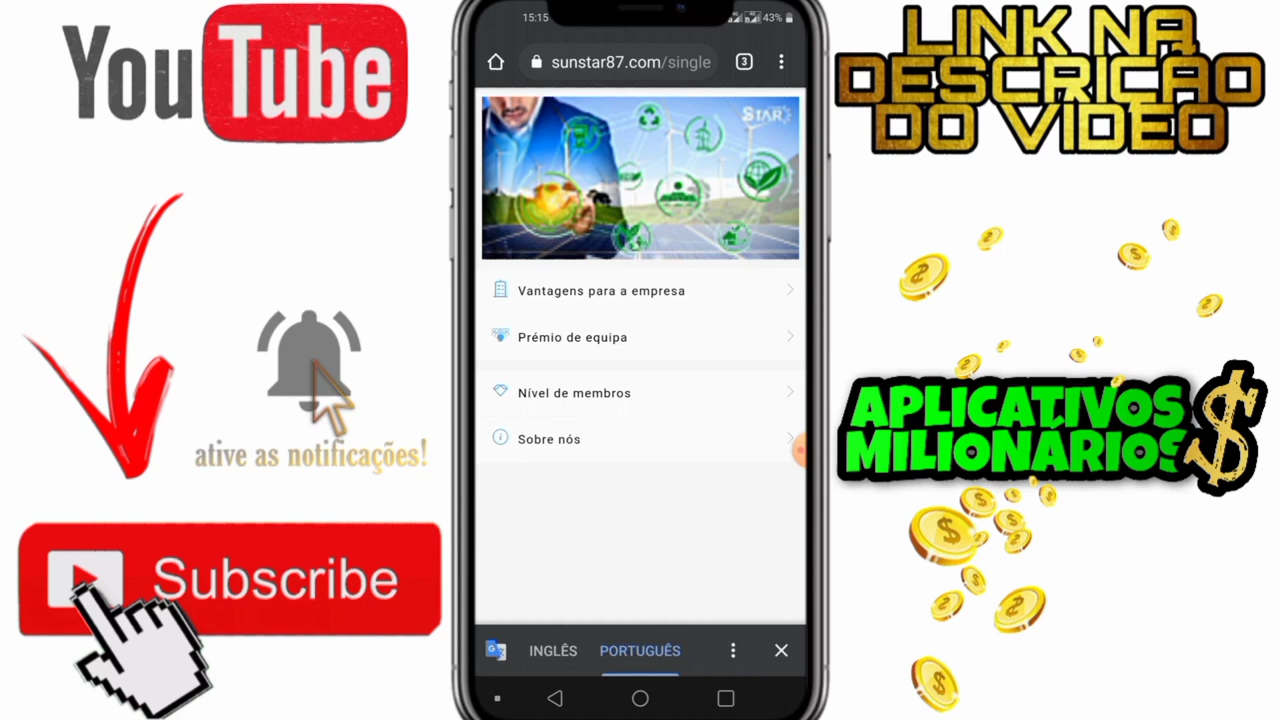 YouTube
ative as notificações!
Subscribe
15:15
43%
sunstar87.com/single
3
STAR
Vantagens para a empresa
Prémio de equipa
Nível de membros
Sobre nós
INGLÊS
PORTUGUÊS
LINK NA
DESCRIÇÃO
DO VÍDEO
APLICATIVOS
MILIONÁRIOS $